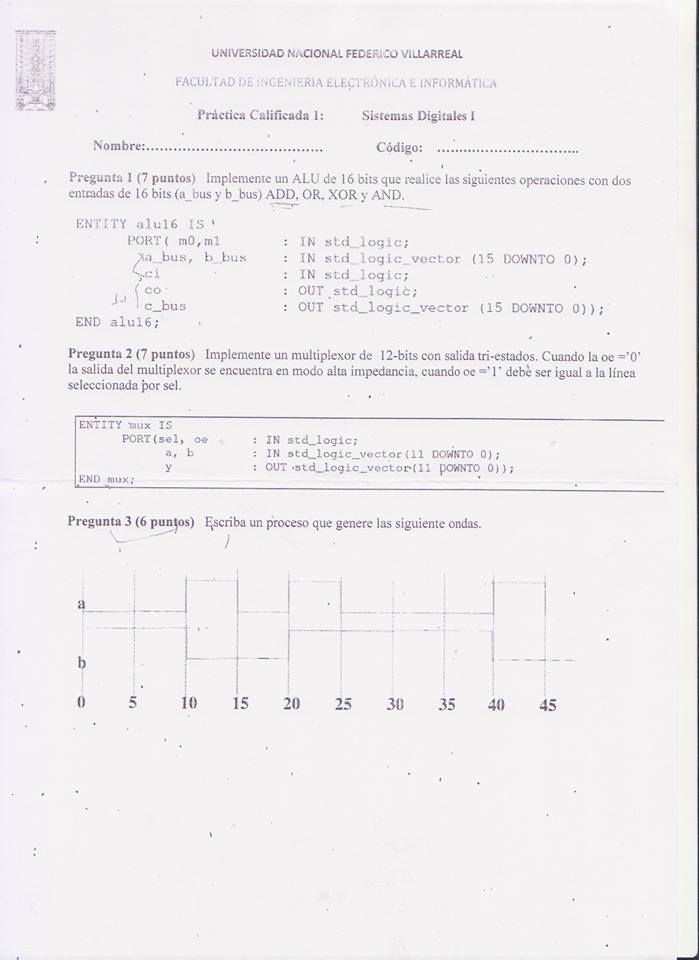 UNIVERSIDAD NACIONAL FEDERICO VILLARREAL
FACULTAD DE INGENIERIA ELECTRÓNICA E INFORMÁTICA
Práctica Calificada 1: Sistemas Digitales I
Nombre:....................................... Código: ...............................
Pregunta 1 (7 puntos) Implemente un ALU de 16 bits que realice las siguientes operaciones con dos
entradas de 16 bits (a_bus y b_bus) ADD, OR, XOR y AND.
ENTITY alu16 IS
PORT( m0,m1 : IN std_logic;
a_bus, b_bus : IN std_logic_vector (15 DOWNTO 0);
ci : IN std_logic;
co : OUT std_logic;
c_bus : OUT std_logic_vector (15 DOWNTO 0));
END alu16;
Pregunta 2 (7 puntos) Implemente un multiplexor de 12-bits con salida tri-estados. Cuando la oe ='0'
la salida del multiplexor se encuentra en modo alta impedancia, cuando oe ='1' debe ser igual a la línea
seleccionada por sel.
ENTITY mux IS
PORT(sel, oe : IN std_logic;
a, b : IN std_logic_vector(11 DOWNTO 0);
y : OUT std_logic_vector(11 DOWNTO 0));
END mux;
Pregunta 3 (6 puntos) Escriba un proceso que genere las siguiente ondas.
a
b
0 5 10 15 20 25 30 35 40 45